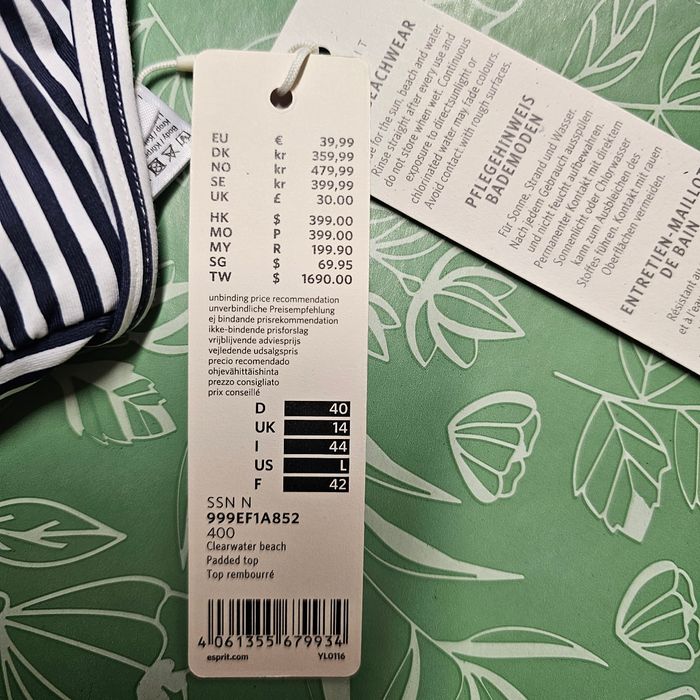 EU € 39,99
DK kr 359,99
NO kr 479,99
SE kr 399,99
UK £ 30.00
HK $ 399.00
MO P 399.00
MY R 199.90
SG $ 69.95
TW $ 1690.00
unbinding price recommendation
unverbindliche Preisempfehlung
ej bindande prisrekommendation
ikke-bindende prisforslag
vrijblijvende adviesprijs
vejledende udsalgspris
precio recomendado
ohjevähittäishinta
prezzo consigliato
prix conseillé
D 40
UK 14
I 44
US L
F 42
SSN N
999EF1A852
400
Clearwater beach
Padded top
Top rembourré
4 061355 679934
esprit.com YL0116
EACHWEAR
e for the sun, beach and water.
Rinse straight after every use and
do not store when wet. Continuous
exposure to directsunlight or
chlorinated water may fade colours.
Avoid contact with rough surfaces.
PFLEGEHINWEIS
BADEMODEN
Für Sonne, Strand und Wasser.
Nach jedem Gebrauch ausspülen
und nicht feucht aufbewahren.
Permanenter Kontakt mit direktem
Sonnenlicht oder Chlorwasser
kann zum Ausbleichen des
Stoffes führen. Kontakt mit rauen
Oberflächen vermeiden.
ENTRETIEN-MAILLOT
DE BAIN
Résistant a
et à l'ea